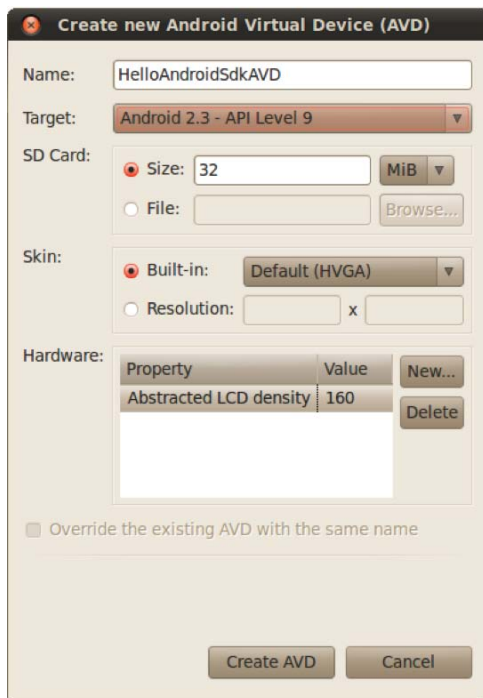 Create new Android Virtual Device (AVD)
Name: HelloAndroidSdkAVD
Target: Android 2.3 - API Level 9
SD Card:
Size: 32 MiB
File: Browse...
Skin:
Built-in: Default (HVGA)
Resolution: x
Hardware:
Property Value New...
Abstracted LCD density 160
Delete
Override the existing AVD with the same name
Create AVD Cancel